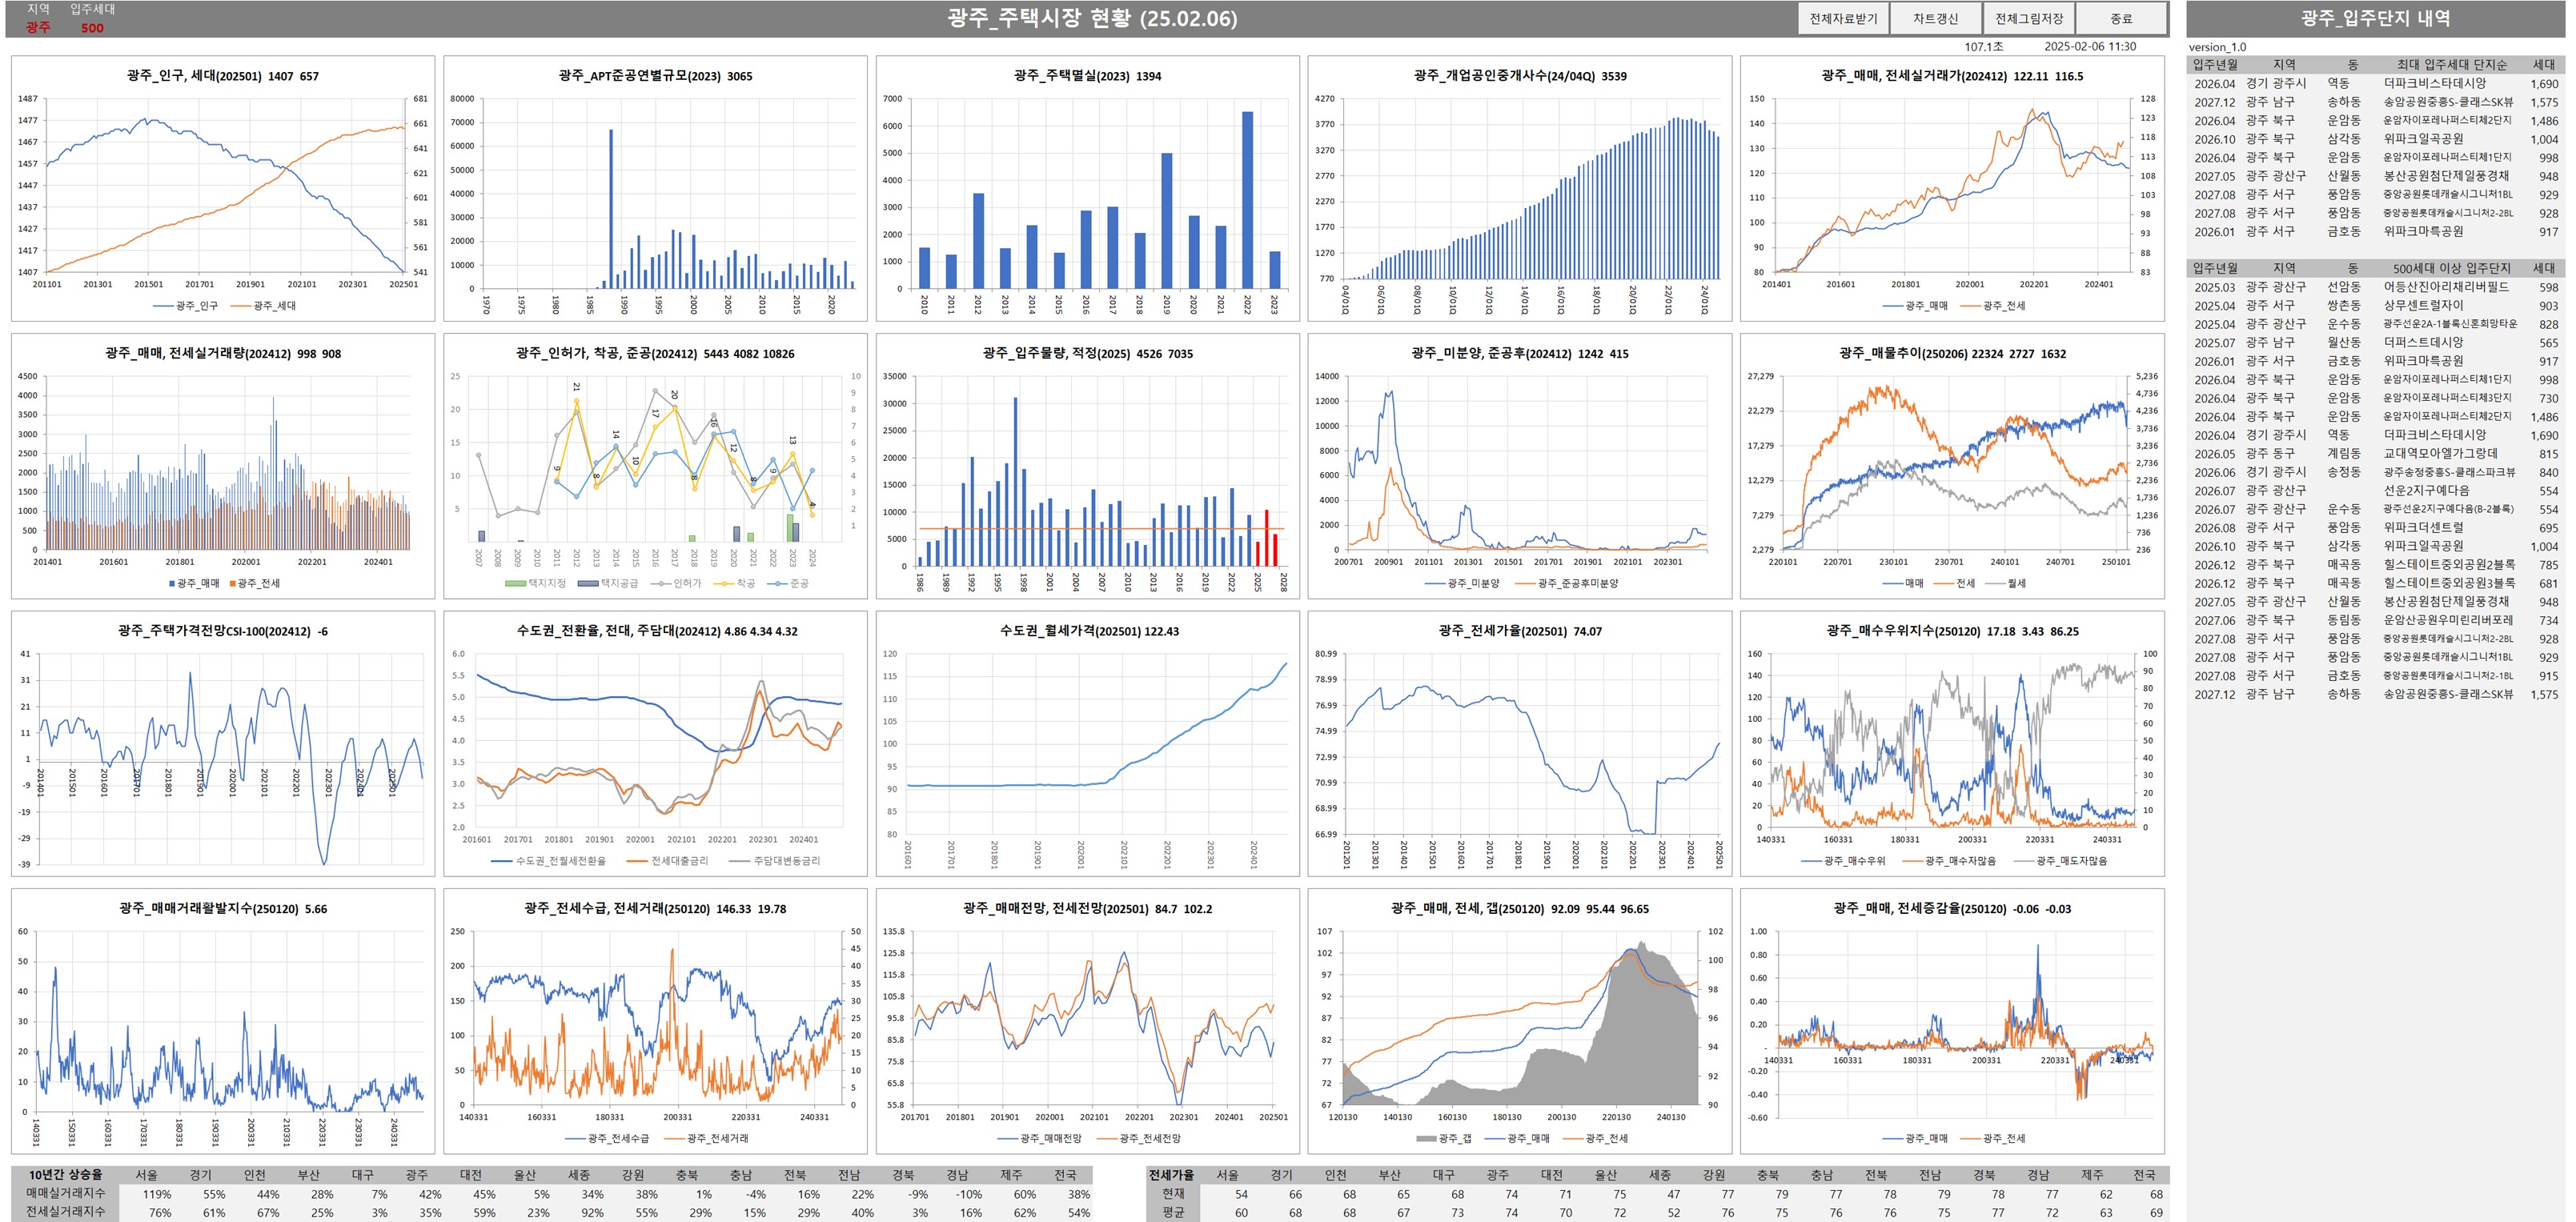 지역 입주세대
광주 500
광주_주택시장 현황 (25.02.06)
전체자료받기 차트갱신 전체그림저장 종료
107.1초 2025-02-06 11:30
광주_입주단지 내역
version_1.0
광주_인구, 세대(202501) 1407 657
광주_인구 광주_세대
광주_APT준공연별규모(2023) 3065
광주_주택멸실(2023) 1394
광주_개업공인중개사수(24/04Q) 3539
광주_매매, 전세실거래가(202412) 122.11 116.5
광주_매매 광주_전세
광주_매매, 전세실거래량(202412) 998 908
광주_매매 광주_전세
광주_인허가, 착공, 준공(202412) 5443 4082 10826
택지지정 택지공급 인허가 착공 준공
광주_입주물량, 적정(2025) 4526 7035
광주_미분양, 준공후(202412) 1242 415
광주_미분양 광주_준공후미분양
광주_매물추이(250206) 22324 2727 1632
매매 전세 월세
광주_주택가격전망CSI-100(202412) -6
수도권_전환율, 전대, 주담대(202412) 4.86 4.34 4.32
수도권_전월세전환율 전세대출금리 주담대변동금리
수도권_월세가격(202501) 122.43
광주_전세가율(202501) 74.07
광주_매수우위지수(250120) 17.18 3.43 86.25
광주_매수우위 광주_매수자많음 광주_매도자많음
광주_매매거래활발지수(250120) 5.66
광주_전세수급, 전세거래(250120) 146.33 19.78
광주_전세수급 광주_전세거래
광주_매매전망, 전세전망(202501) 84.7 102.2
광주_매매전망 광주_전세전망
광주_매매, 전세, 갭(250120) 92.09 95.44 96.65
광주_갭 광주_매매 광주_전세
광주_매매, 전세증감율(250120) -0.06 -0.03
광주_매매 광주_전세
입주년월 지역 동 최대 입주세대 단지순 세대
2026.04 경기 광주시 역동 더파크비스타데시앙 1,690
2027.12 광주 남구 송하동 송암공원중흥S-클래스SK뷰 1,575
2026.04 광주 북구 운암동 운암자이포레나퍼스티체2단지 1,486
2026.10 광주 북구 삼각동 위파크일곡공원 1,004
2026.04 광주 북구 운암동 운암자이포레나퍼스티체1단지 998
2027.05 광주 광산구 산월동 봉산공원첨단제일풍경채 948
2027.08 광주 서구 풍암동 중앙공원롯데캐슬시그니처1BL 929
2027.08 광주 서구 풍암동 중앙공원롯데캐슬시그니처2-2BL 928
2026.01 광주 서구 금호동 위파크마륵공원 917
입주년월 지역 동 500세대 이상 입주단지 세대
2025.03 광주 광산구 선암동 어등산진아리채리버필드 598
2025.04 광주 서구 쌍촌동 상무센트럴자이 903
2025.04 광주 광산구 운수동 광주선운2A-1블록신혼희망타운 828
2025.07 광주 남구 월산동 더퍼스트데시앙 565
2026.01 광주 서구 금호동 위파크마륵공원 917
2026.04 광주 북구 운암동 운암자이포레나퍼스티체1단지 998
2026.04 광주 북구 운암동 운암자이포레나퍼스티체3단지 730
2026.04 광주 북구 운암동 운암자이포레나퍼스티체2단지 1,486
2026.04 경기 광주시 역동 더파크비스타데시앙 1,690
2026.05 광주 동구 계림동 교대역모아엘가그랑데 815
2026.06 경기 광주시 송정동 광주송정중흥S-클래스파크뷰 840
2026.07 광주 광산구 선운2지구예다음 554
2026.07 광주 광산구 운수동 광주선운2지구예다음(B-2블록) 554
2026.08 광주 서구 풍암동 위파크더센트럴 695
2026.10 광주 북구 삼각동 위파크일곡공원 1,004
2026.12 광주 북구 매곡동 힐스테이트중외공원2블록 785
2026.12 광주 북구 매곡동 힐스테이트중외공원3블록 681
2027.05 광주 광산구 산월동 봉산공원첨단제일풍경채 948
2027.06 광주 북구 동림동 운암산공원우미린리버포레 734
2027.08 광주 서구 풍암동 중앙공원롯데캐슬시그니처2-2BL 928
2027.08 광주 서구 풍암동 중앙공원롯데캐슬시그니처1BL 929
2027.08 광주 서구 금호동 중앙공원롯데캐슬시그니처2-1BL 915
2027.12 광주 남구 송하동 송암공원중흥S-클래스SK뷰 1,575
10년간 상승율 서울 경기 인천 부산 대구 광주 대전 울산 세종 강원 충북 충남 전북 전남 경북 경남 제주 전국
매매실거래지수 119% 55% 44% 28% 7% 42% 45% 5% 34% 38% 1% -4% 16% 22% -9% -10% 60% 38%
전세실거래지수 76% 61% 67% 25% 3% 35% 59% 23% 92% 55% 29% 15% 29% 40% 3% 16% 62% 54%
전세가율 서울 경기 인천 부산 대구 광주 대전 울산 세종 강원 충북 충남 전북 전남 경북 경남 제주 전국
현재 54 66 68 65 68 74 71 75 47 77 79 77 78 79 78 77 62 68
평균 60 68 68 67 73 74 70 72 52 76 75 76 76 75 77 72 63 69